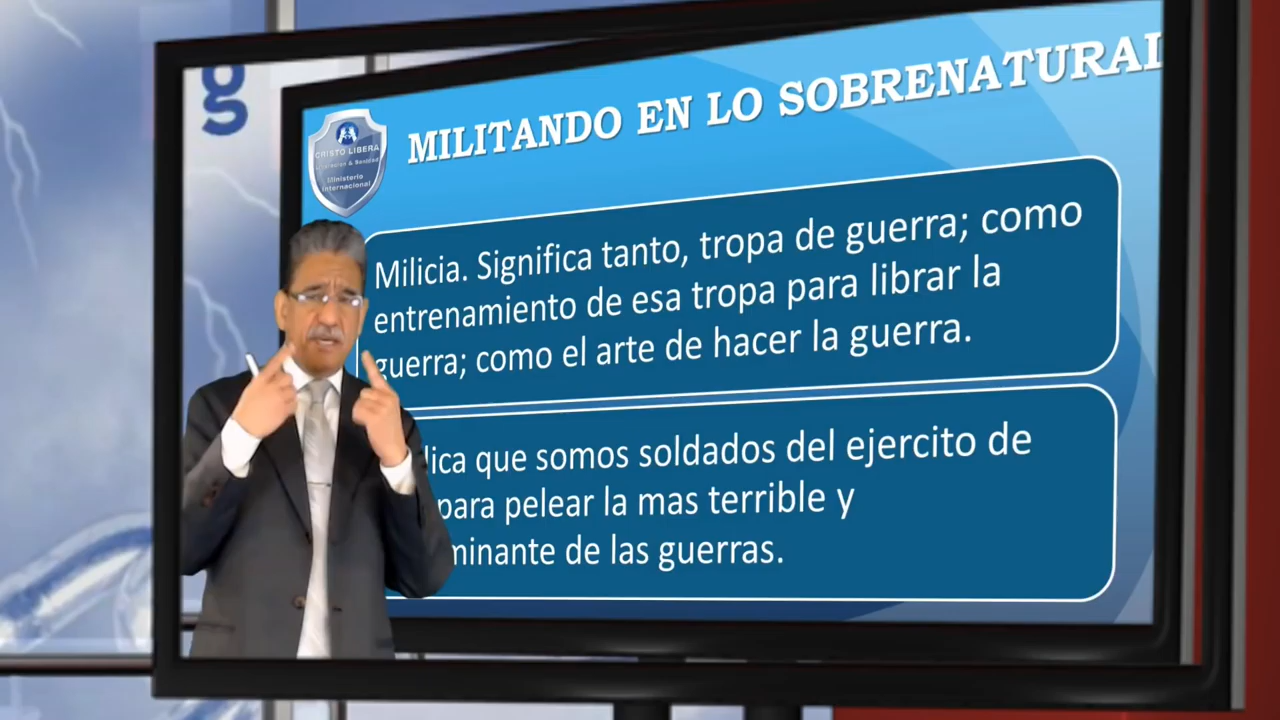 g
MILITANDO EN LO SOBRENATURAL
CRISTO LIBERA
Ministerio
Internacional
Milicia. Significa tanto, tropa de guerra; como
entrenamiento de esa tropa para librar la
guerra; como el arte de hacer la guerra.
lica que somos soldados del ejercito de
para pelear la mas terrible y
minante de las guerras.